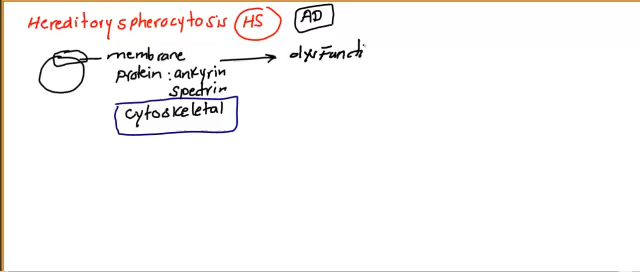 Hereditory spherocytosis HS AD
membrane → dysfuncti
protein : ankyrin
spectrin
cytoskeletal